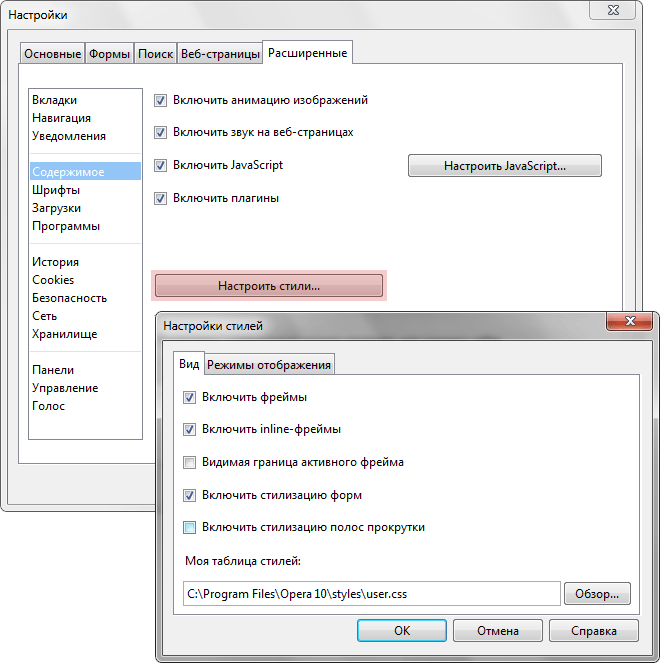 Настройки
Основные Формы Поиск Веб-страницы Расширенные
Вкладки
Навигация
Уведомления
Содержимое
Шрифты
Загрузки
Программы
История
Cookies
Безопасность
Сеть
Хранилище
Панели
Управление
Голос
Включить анимацию изображений
Включить звук на веб-страницах
Включить JavaScript
Настроить JavaScript...
Включить плагины
Настроить стили...
Настройки стилей
Вид Режимы отображения
Включить фреймы
Включить inline-фреймы
Видимая граница активного фрейма
Включить стилизацию форм
Включить стилизацию полос прокрутки
Моя таблица стилей:
C:\Program Files\Opera 10\styles\user.css
Обзор...
OK Отмена Справка